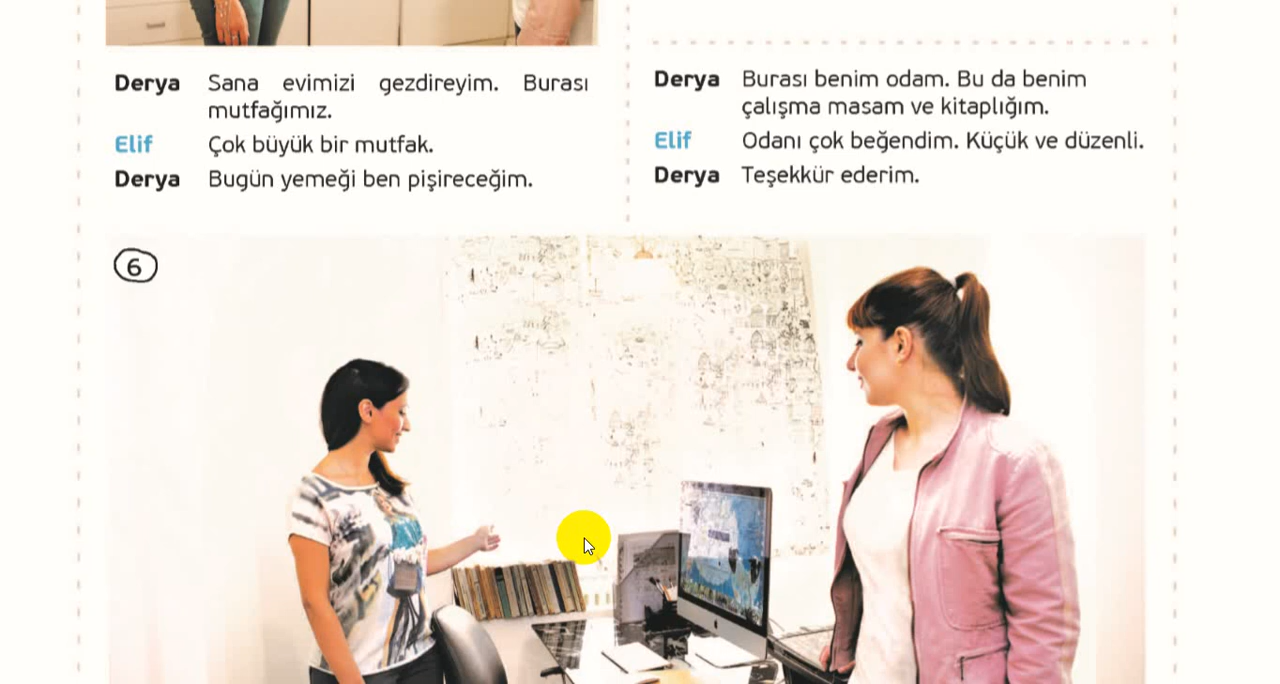 Derya Sana evimizi gezdireyim. Burası
mutfağımız.
Elif Çok büyük bir mutfak.
Derya Bugün yemeği ben pişireceğim.
Derya Burası benim odam. Bu da benim
çalışma masam ve kitaplığım.
Elif Odanı çok beğendim. Küçük ve düzenli.
Derya Teşekkür ederim.
6